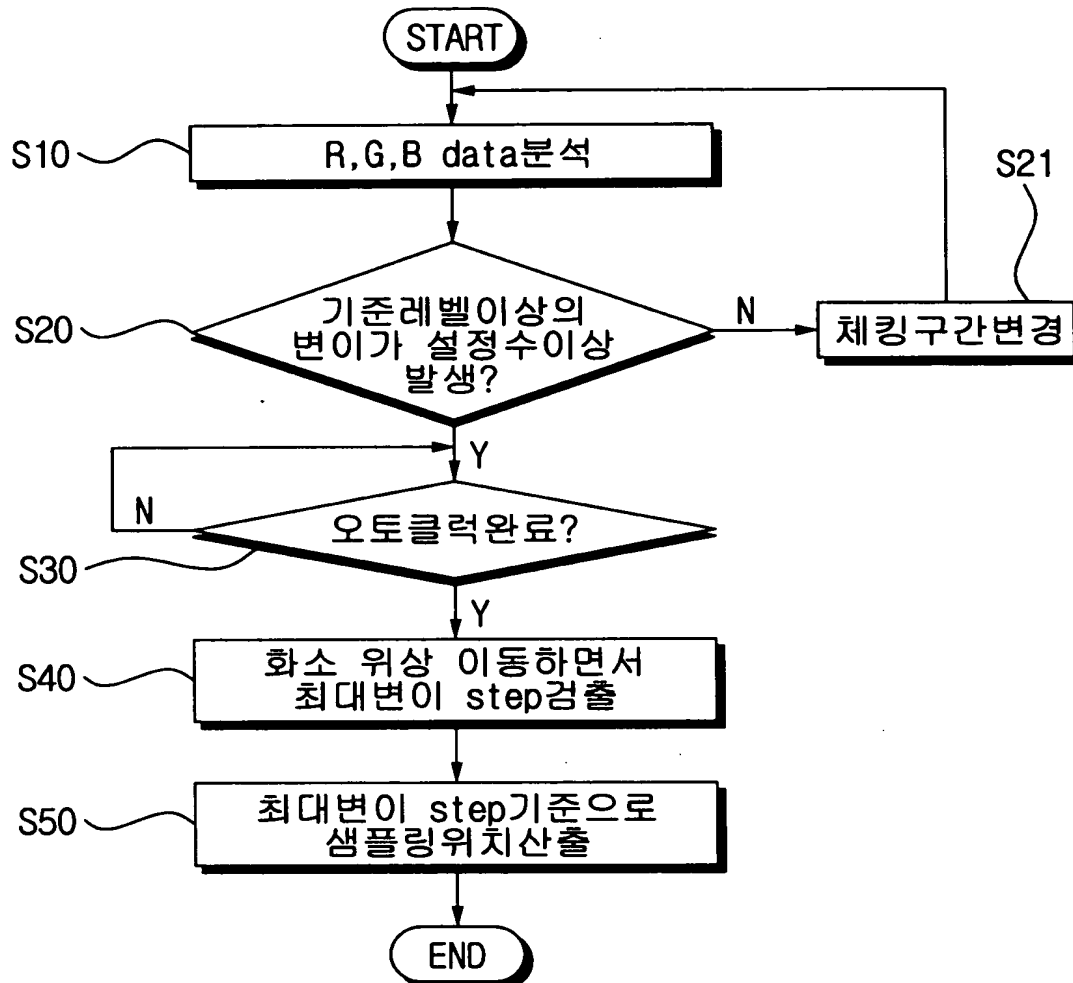 START
S10
R,G,B data분석
S21
S20
기준레벨이상의
변이가 설정수이상
발생?
N
체킹구간변경
Y
N
오토클럭완료?
S30
Y
S40
화소 위상 이동하면서
최대변이 step검출
S50
최대변이 step기준으로
샘플링위치산출
END